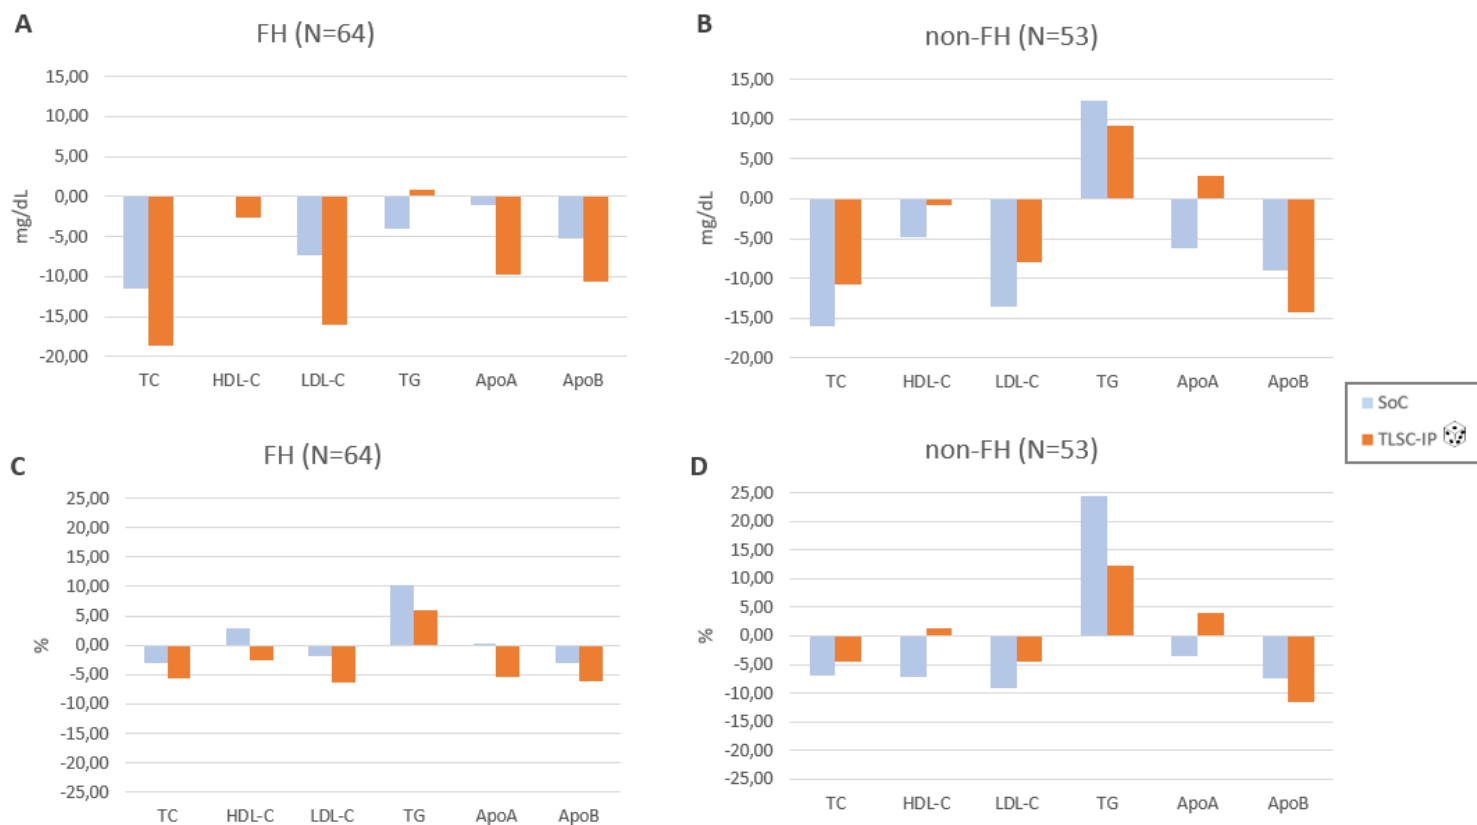 A
FH (N=64)
15,00
10,00
5,00
0,00
-5,00
-10,00
-15,00
-20,00
mg/dL
TC HDL-C LDL-C TG ApoA ApoB
B
non-FH (N=53)
15,00
10,00
5,00
0,00
-5,00
-10,00
-15,00
-20,00
mg/dL
TC HDL-C LDL-C TG ApoA ApoB
SoC
TLSC-IP
C
FH (N=64)
25,00
20,00
15,00
10,00
5,00
0,00
-5,00
-10,00
-15,00
-20,00
-25,00
%
TC HDL-C LDL-C TG ApoA ApoB
D
non-FH (N=53)
25,00
20,00
15,00
10,00
5,00
0,00
-5,00
-10,00
-15,00
-20,00
-25,00
%
TC HDL-C LDL-C TG ApoA ApoB